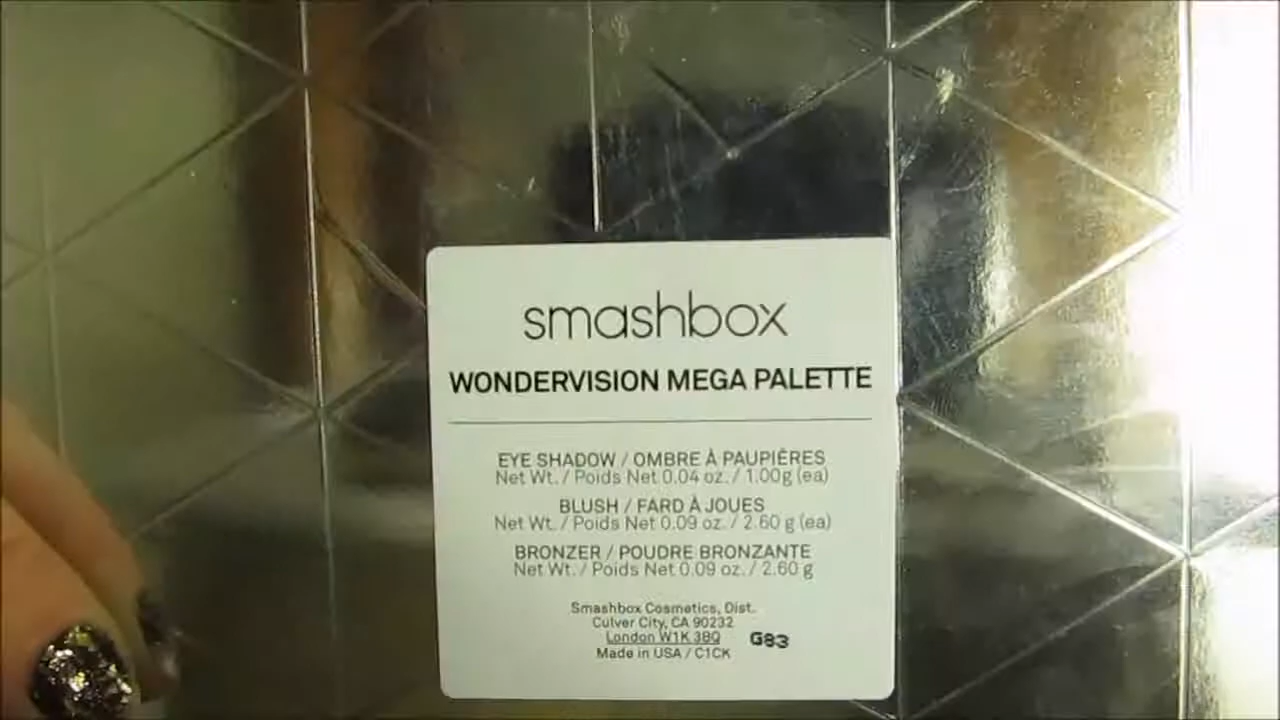 smashbox
WONDERVISION MEGA PALETTE
EYE SHADOW / OMBRE À PAUPIÈRES
Net Wt. / Poids Net 0.04 oz. / 1.00g (ea)
BLUSH / FARD À JOUES
Net Wt. / Poids Net 0.09 oz. / 2.60 g (ea)
BRONZER / POUDRE BRONZANTE
Net Wt. / Poids Net 0.09 oz. / 2.60 g
Smashbox Cosmetics, Dist.
Culver City, CA 90232
London W1K 3BQ G83
Made in USA / C1CK